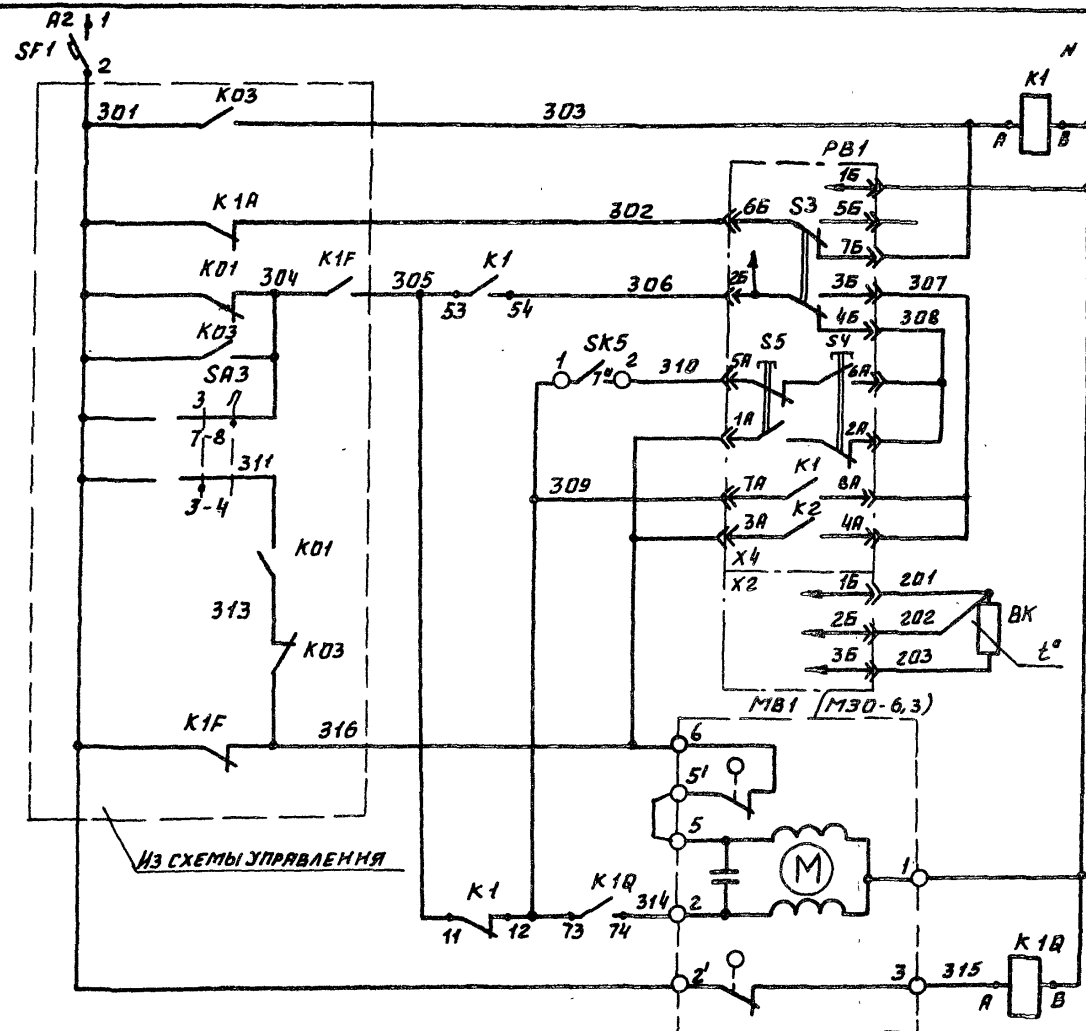 A2 1
SF1
2
N
K1
301 K03 303
A B
PB1
1Б
K1A 302 6Б S3 5Б
7Б
K01 304 K1F 305 K1 306 2Б 3Б 307
53 54
4Б 308
K03
SK5
1 2 310 5A S5 S4 6A
7"
SA3
3 Л
7-8
1A 2A
311
3-4
309 7A K1 8A
K01
3A K2 4A
X4
X2
313
1Б 201
2Б 202 BK
K03
3Б 203 t°
MB1 (МЭО-6,3)
K1F 316 6
5'
5
Из схемы управления
M 1
K1 K1Q 314 2
11 12 73 74
K1Q
2' 3 315
A B